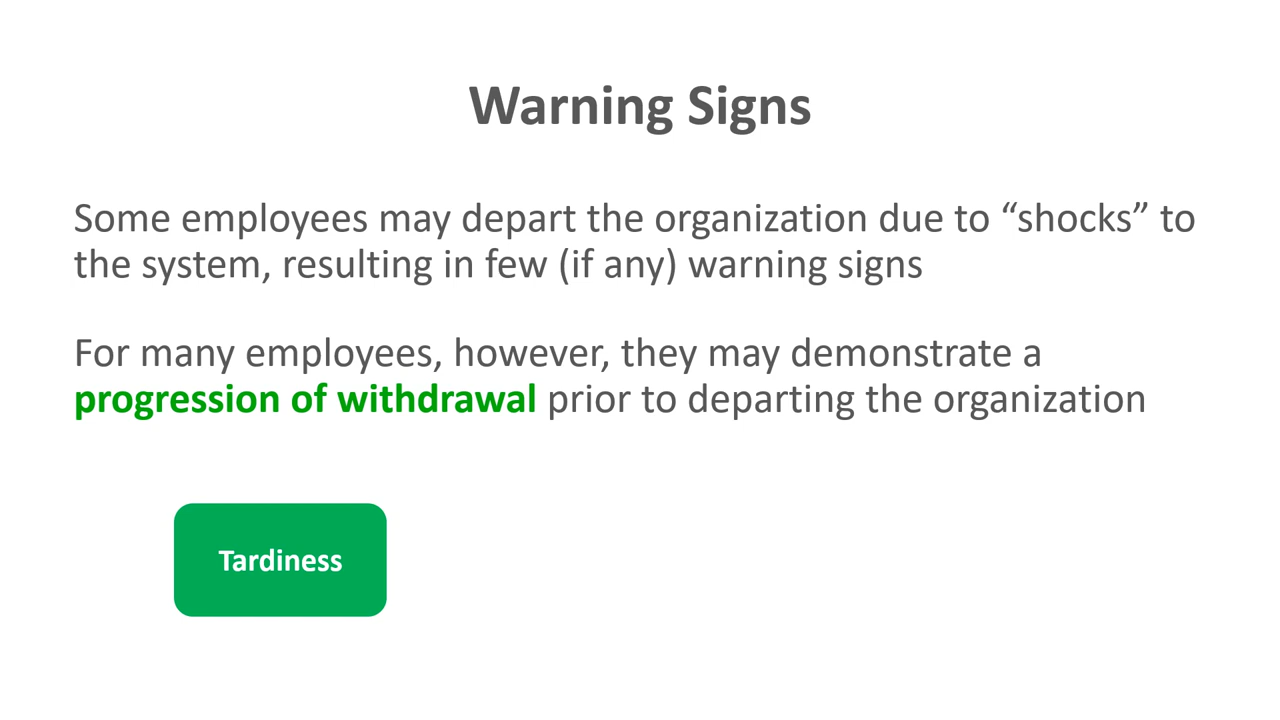 Warning Signs
Some employees may depart the organization due to “shocks” to
the system, resulting in few (if any) warning signs
For many employees, however, they may demonstrate a
progression of withdrawal prior to departing the organization
Tardiness